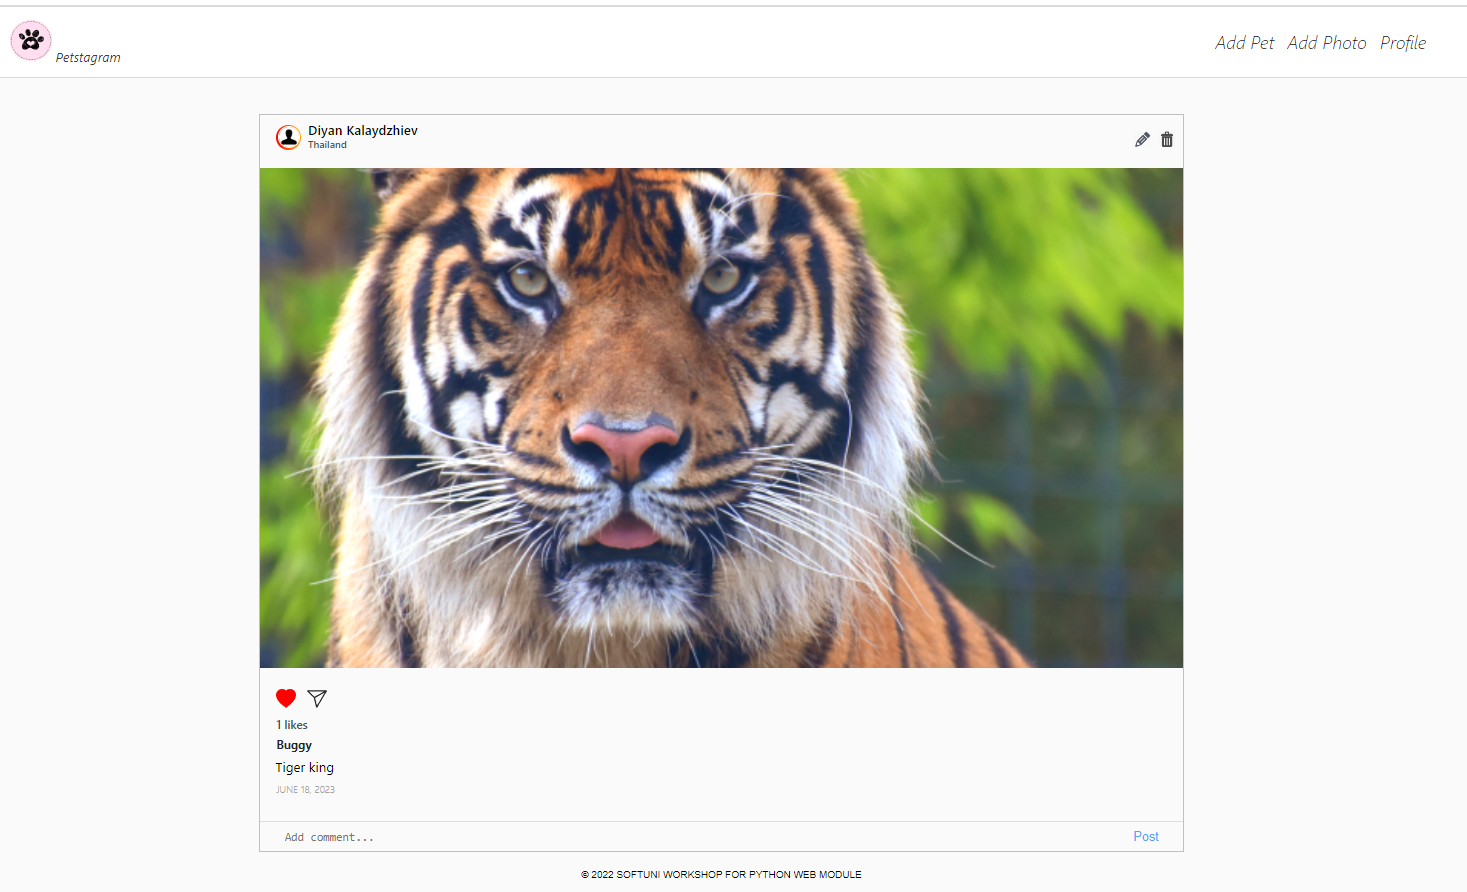 Petstagram
Add Pet Add Photo Profile
Diyan Kalaydzhiev
Thailand
1 likes
Buggy
Tiger king
JUNE 18, 2023
Add comment...
Post
© 2022 SOFTUNI WORKSHOP FOR PYTHON WEB MODULE